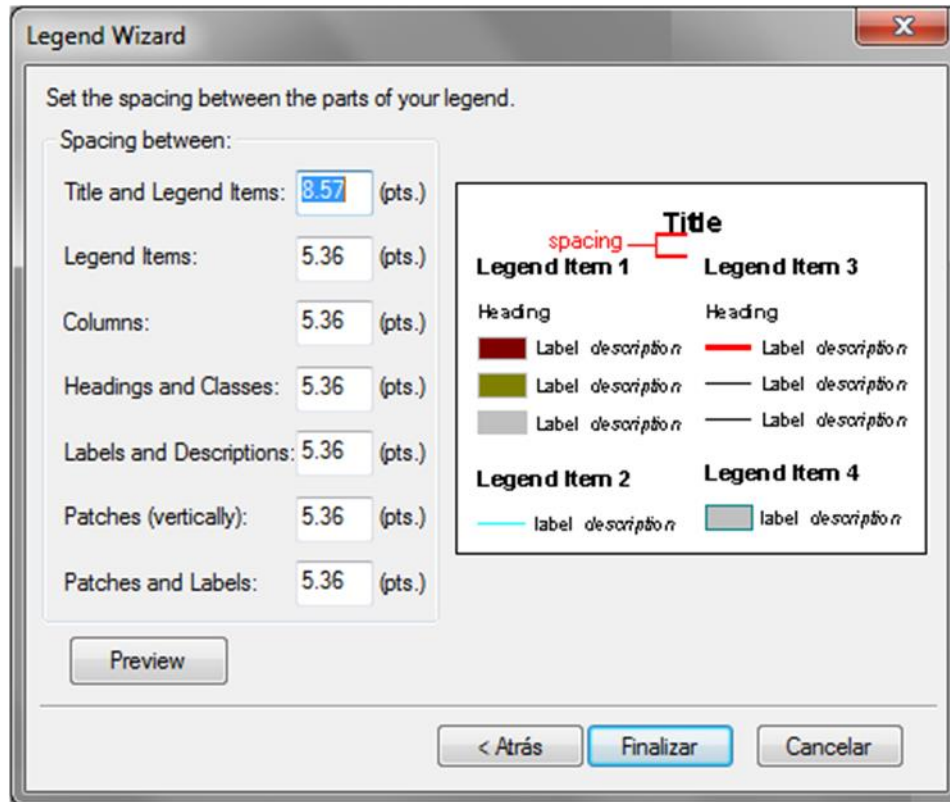 Legend Wizard
Set the spacing between the parts of your legend.
Spacing between:
Title and Legend Items: 8.57 (pts.)
Legend Items: 5.36 (pts.)
Columns: 5.36 (pts.)
Headings and Classes: 5.36 (pts.)
Labels and Descriptions: 5.36 (pts.)
Patches (vertically): 5.36 (pts.)
Patches and Labels: 5.36 (pts.)
Title
spacing
Legend Item 1 Legend Item 3
Heading Heading
Label description Label description
Label description Label description
Label description Label description
Legend Item 2 Legend Item 4
label description label description
Preview
< Atrás Finalizar Cancelar